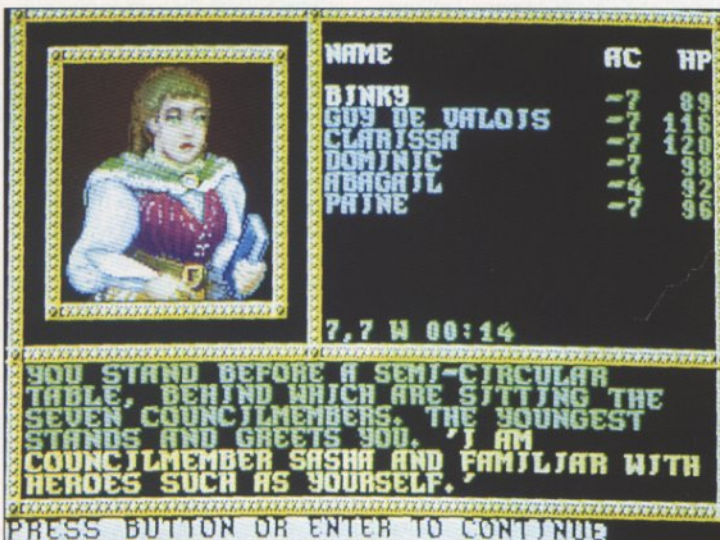 NAME AC HP
BINKY -7 89
GUY DE VALOIS -7 116
CLARISSA -7 120
DOMINIC -7 98
ABAGAIL -4 92
PAINE -7 96
7,7 W 00:14
YOU STAND BEFORE A SEMI-CIRCULAR
TABLE, BEHIND WHICH ARE SITTING THE
SEVEN COUNCILMEMBERS. THE YOUNGEST
STANDS AND GREETS YOU. 'I AM
COUNCILMEMBER SASHA AND FAMILIAR WITH
HEROES SUCH AS YOURSELF.'
PRESS BUTTON OR ENTER TO CONTINUE